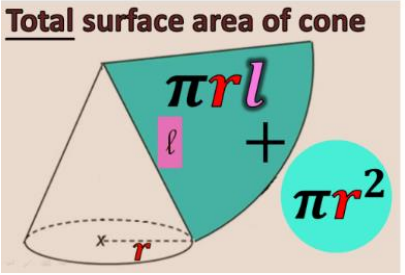 Total surface area of cone
πrl
ℓ
+
πr²
x
r